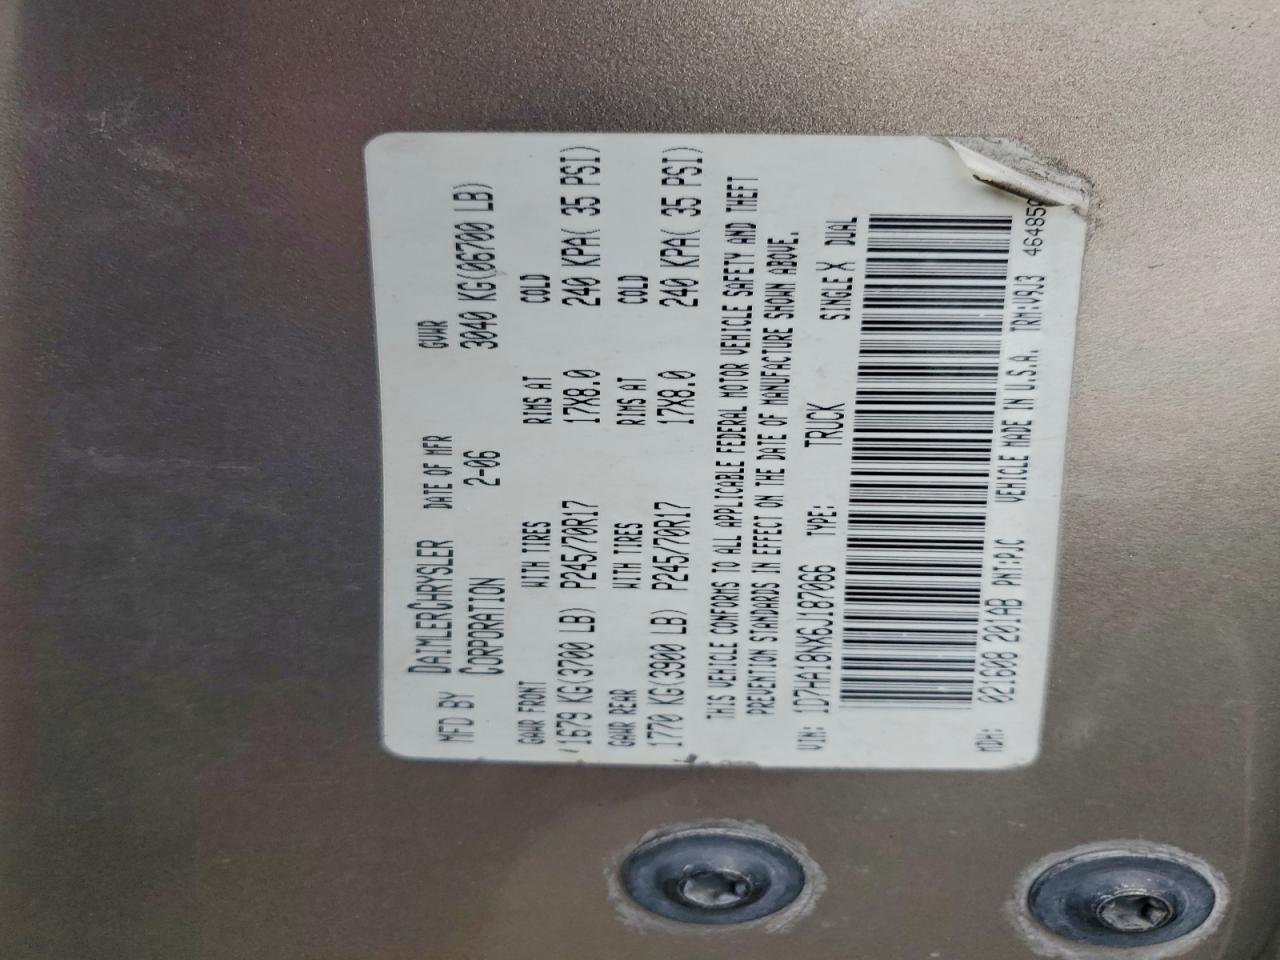 MFD BY DAIMLERCHRYSLER CORPORATION DATE OF MFR 2-06 GVWR 3040 KG(06700 LB)
GAWR FRONT WITH TIRES RIMS AT COLD
1679 KG(3700 LB) P245/70R17 17X8.0 240 KPA( 35 PSI)
GAWR REAR WITH TIRES RIMS AT COLD
1770 KG(3900 LB) P245/70R17 17X8.0 240 KPA( 35 PSI)
THIS VEHICLE CONFORMS TO ALL APPLICABLE FEDERAL MOTOR VEHICLE SAFETY AND THEFT
PREVENTION STANDARDS IN EFFECT ON THE DATE OF MANUFACTURE SHOWN ABOVE.
VIN: 1D7HA18NX6J187066 TYPE: TRUCK SINGLE X DUAL
MDH: 021608 201AB PNT:PJC VEHICLE MADE IN U.S.A. TRM:V9J3